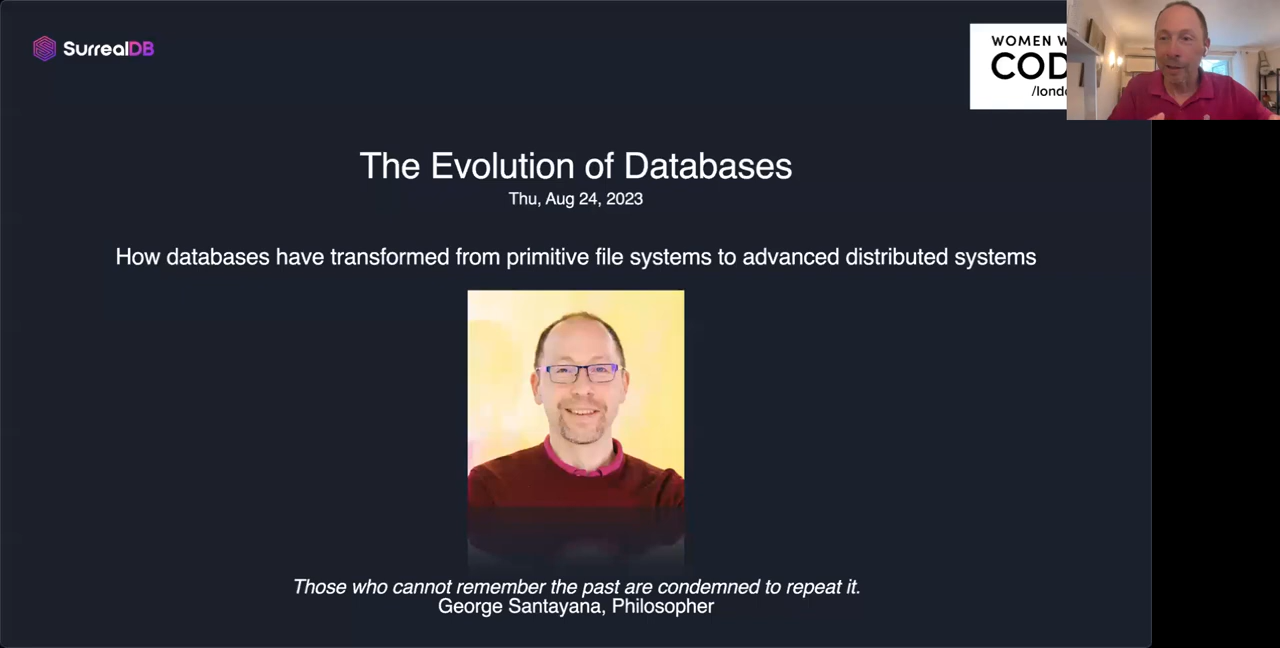 SurrealDB
WOMEN W
COD
/lond
The Evolution of Databases
Thu, Aug 24, 2023
How databases have transformed from primitive file systems to advanced distributed systems
Those who cannot remember the past are condemned to repeat it.
George Santayana, Philosopher